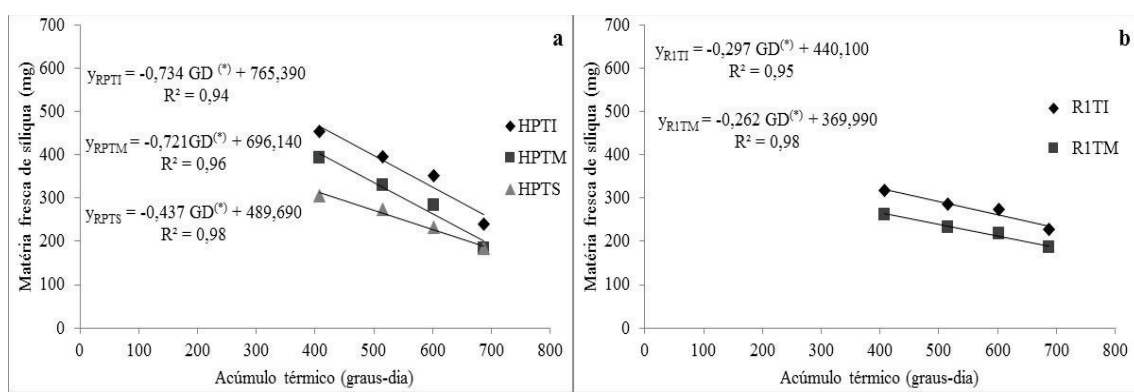 a
Matéria fresca de síliqua (mg)
700
600
500
400
300
200
100
0
y_RPTI = -0,734 GD (*) + 765,390
R² = 0,94
y_RPTM = -0,721GD(*) + 696,140
R² = 0,96
y_RPTS = -0,437 GD(*) + 489,690
R² = 0,98
HPTI
HPTM
HPTS
0 100 200 300 400 500 600 700 800
Acúmulo térmico (graus-dia)
b
Matéria fresca de síliqua (mg)
700
600
500
400
300
200
100
0
y_R1TI = -0,297 GD(*) + 440,100
R² = 0,95
y_R1TM = -0,262 GD(*) + 369,990
R² = 0,98
R1TI
R1TM
0 100 200 300 400 500 600 700 800
Acúmulo térmico (graus-dia)